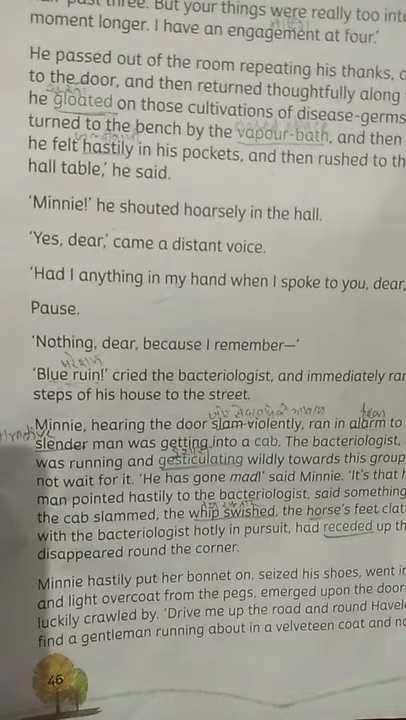 past three. But your things were really too inte
moment longer. I have an engagement at four.'
He passed out of the room repeating his thanks,
to the door, and then returned thoughtfully along
he gloated on those cultivations of disease-germs
turned to the bench by the vapour-bath, and then
he felt hastily in his pockets, and then rushed to th
hall table,' he said.
'Minnie!' he shouted hoarsely in the hall.
'Yes, dear,' came a distant voice.
'Had I anything in my hand when I spoke to you, dear,
Pause.
'Nothing, dear, because I remember—'
'Blue ruin!' cried the bacteriologist, and immediately ran
steps of his house to the street.
Minnie, hearing the door slam violently, ran in alarm to
slender man was getting into a cab. The bacteriologist,
was running and gesticulating wildly towards this group
not wait for it. 'He has gone mad!' said Minnie. 'It's that h
man pointed hastily to the bacteriologist, said something
the cab slammed, the whip swished, the horse's feet clat
with the bacteriologist hotly in pursuit, had receded up th
disappeared round the corner.
Minnie hastily put her bonnet on, seized his shoes, went in
and light overcoat from the pegs, emerged upon the door
luckily crawled by. 'Drive me up the road and round Havel
find a gentleman running about in a velveteen coat and no
46